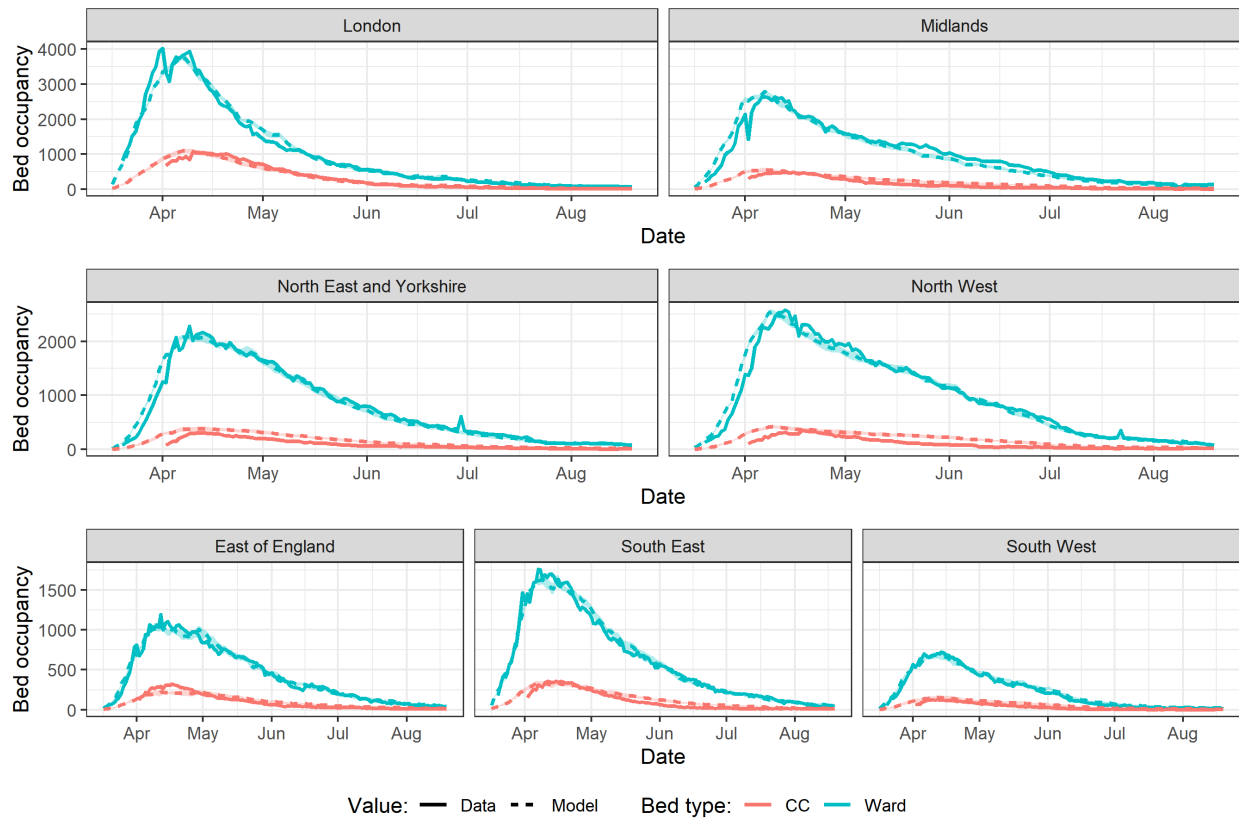 London Midlands
Bed occupancy
4000
3000
2000
1000
0
Apr May Jun Jul Aug Apr May Jun Jul Aug
Date Date
North East and Yorkshire North West
Bed occupancy
2000
1000
0
Apr May Jun Jul Aug Apr May Jun Jul Aug
Date Date
East of England South East South West
Bed occupancy
1500
1000
500
0
Apr May Jun Jul Aug Apr May Jun Jul Aug Apr May Jun Jul Aug
Date
Value: Data Model Bed type: CC Ward